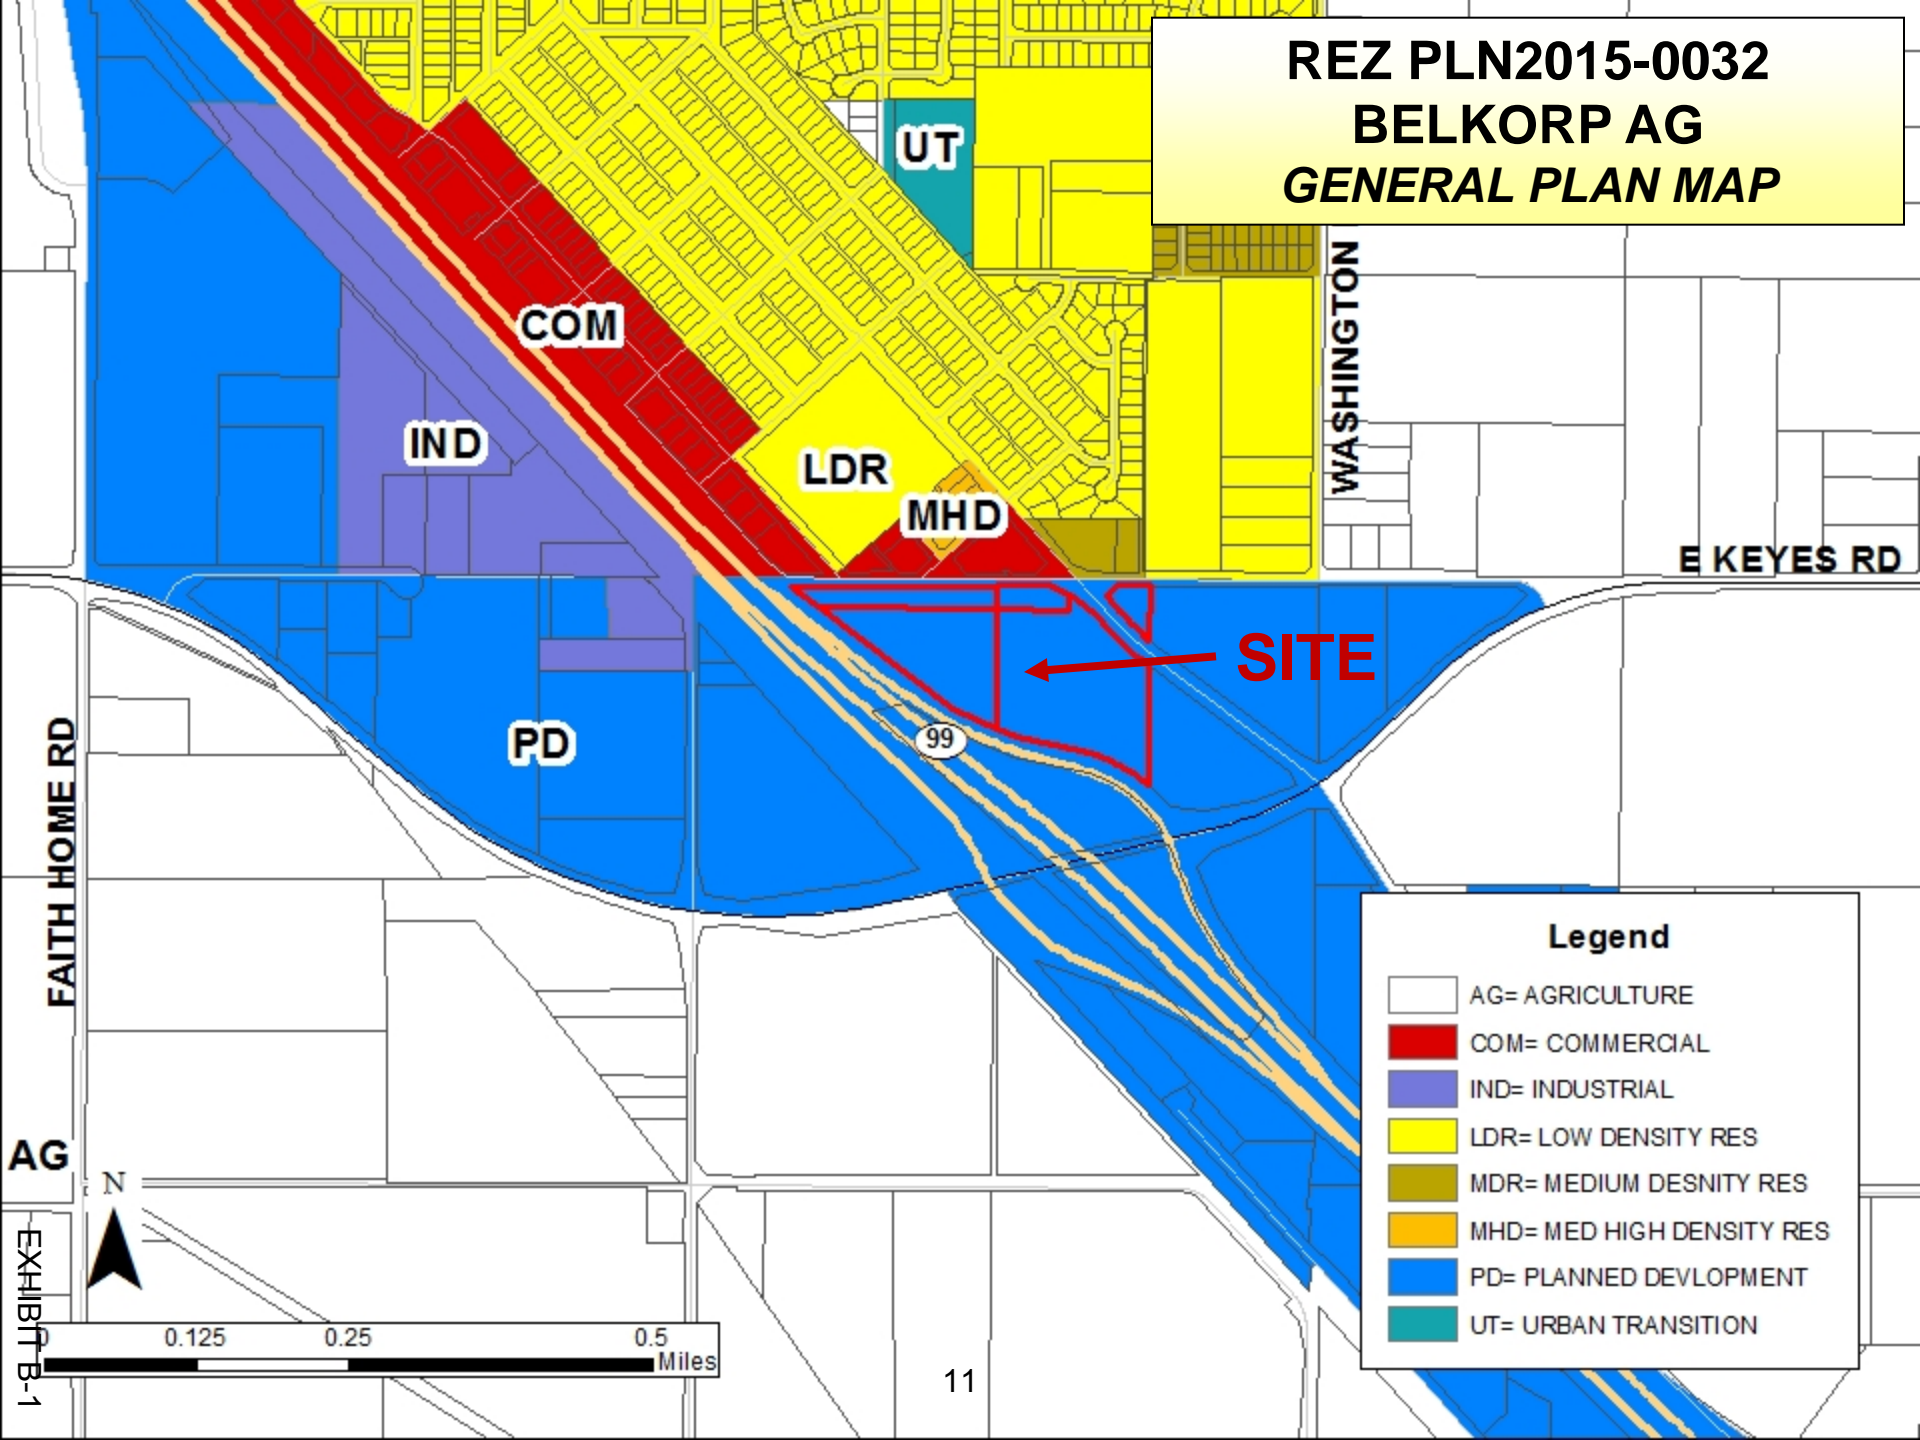 REZ PLN2015-0032
BELKORP AG
GENERAL PLAN MAP
UT
WASHINGTON
COM
IND
LDR
MHD
E KEYES RD
SITE
PD
99
FAITH HOME RD
AG
N
Legend
AG= AGRICULTURE
COM= COMMERCIAL
IND= INDUSTRIAL
LDR= LOW DENSITY RES
MDR= MEDIUM DESNITY RES
MHD= MED HIGH DENSITY RES
PD= PLANNED DEVLOPMENT
UT= URBAN TRANSITION
0 0.125 0.25 0.5
Miles
11
EXHIBIT B-1